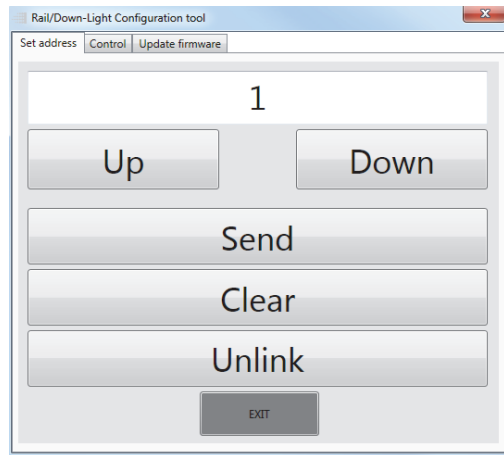 Rail/Down-Light Configuration tool
Set address Control Update firmware
1
Up Down
Send
Clear
Unlink
EXIT